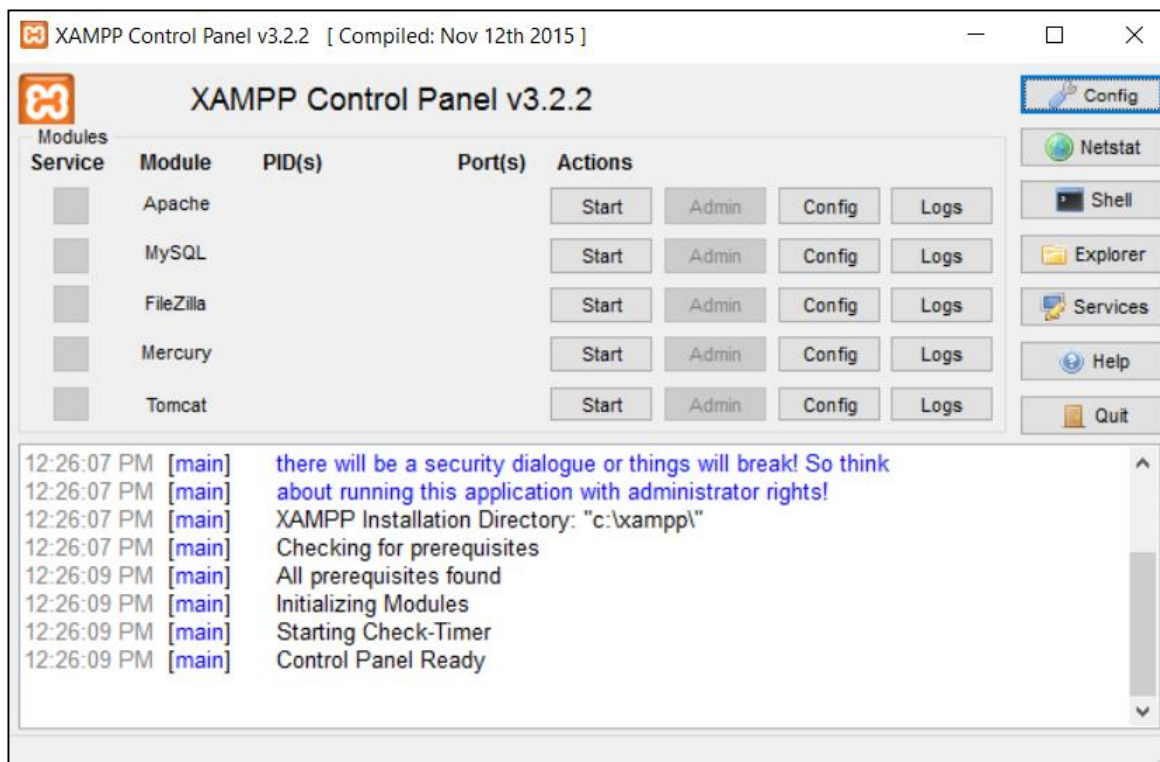 XAMPP Control Panel v3.2.2 [ Compiled: Nov 12th 2015 ]
XAMPP Control Panel v3.2.2
Config
Modules
Service Module PID(s) Port(s) Actions
Netstat
Apache Start Admin Config Logs
Shell
MySQL Start Admin Config Logs
Explorer
FileZilla Start Admin Config Logs
Services
Mercury Start Admin Config Logs
Help
Tomcat Start Admin Config Logs
Quit
12:26:07 PM [main] there will be a security dialogue or things will break! So think
12:26:07 PM [main] about running this application with administrator rights!
12:26:07 PM [main] XAMPP Installation Directory: "c:\xampp\"
12:26:07 PM [main] Checking for prerequisites
12:26:09 PM [main] All prerequisites found
12:26:09 PM [main] Initializing Modules
12:26:09 PM [main] Starting Check-Timer
12:26:09 PM [main] Control Panel Ready